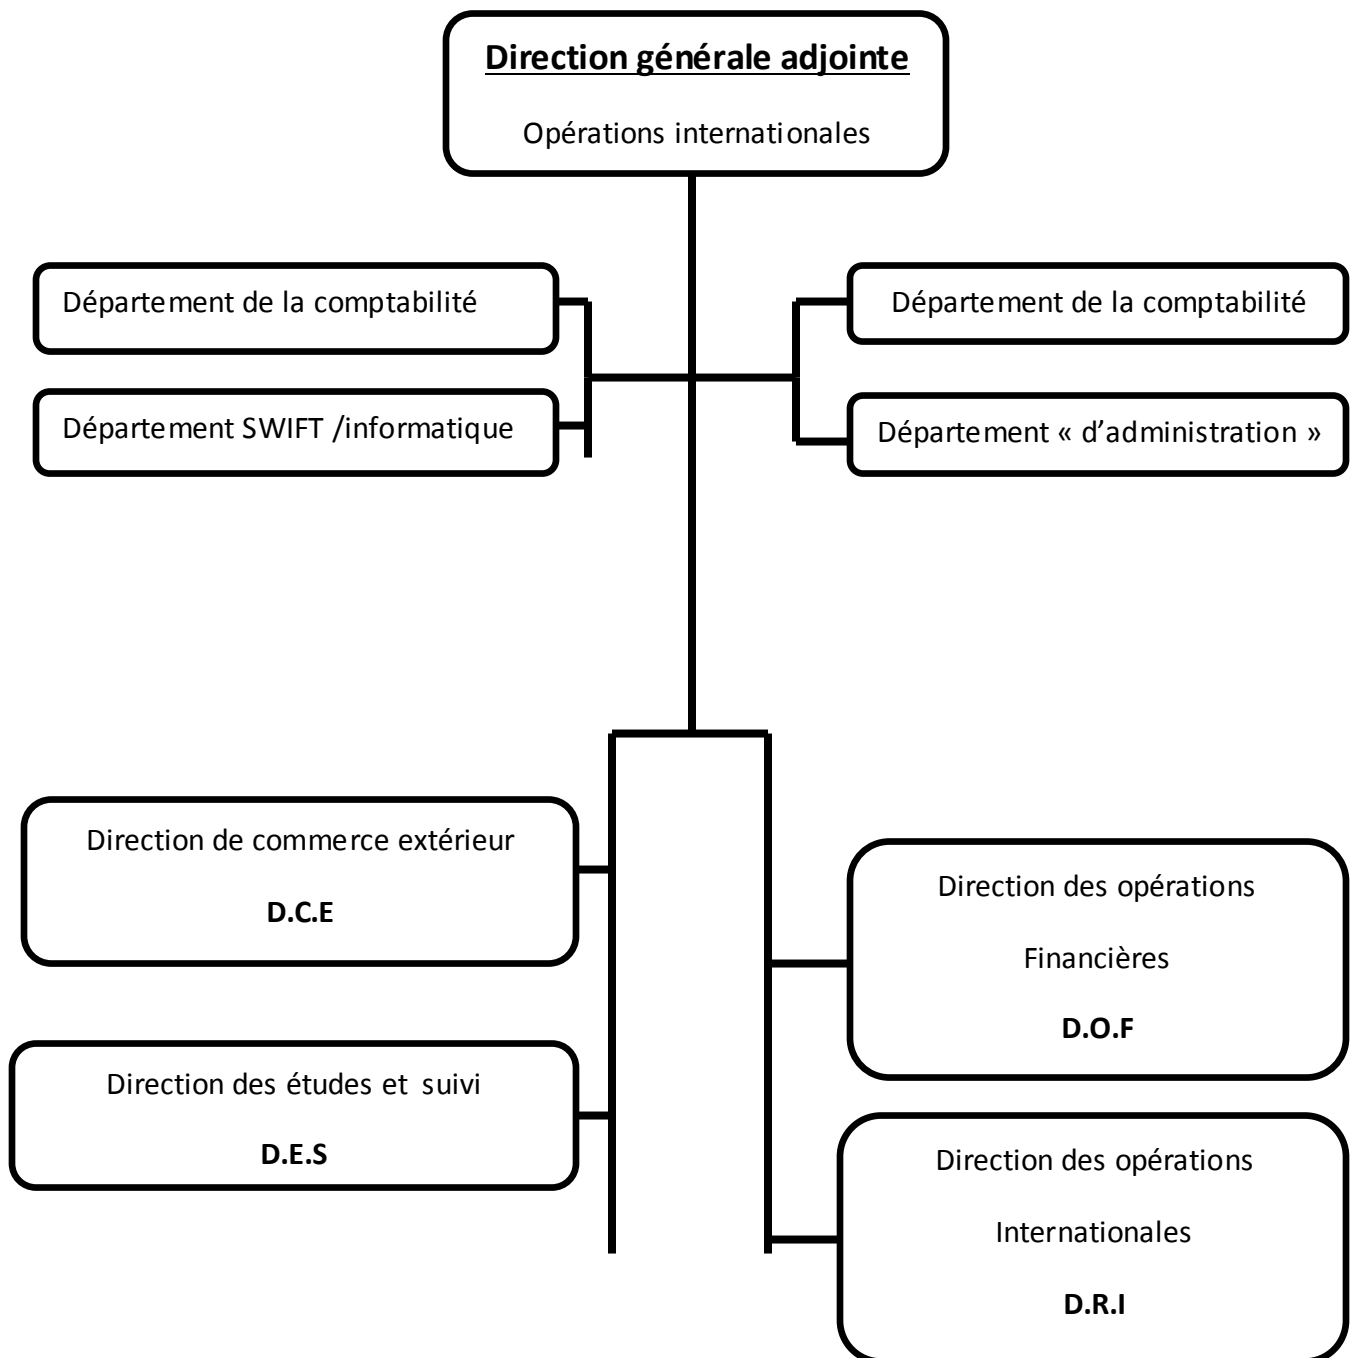 Direction générale adjointe
Opérations internationales
Département de la comptabilité
Département de la comptabilité
Département SWIFT /informatique
Département « d’administration »
Direction de commerce extérieur
D.C.E
Direction des opérations
Financières
D.O.F
Direction des études et suivi
D.E.S
Direction des opérations
Internationales
D.R.I